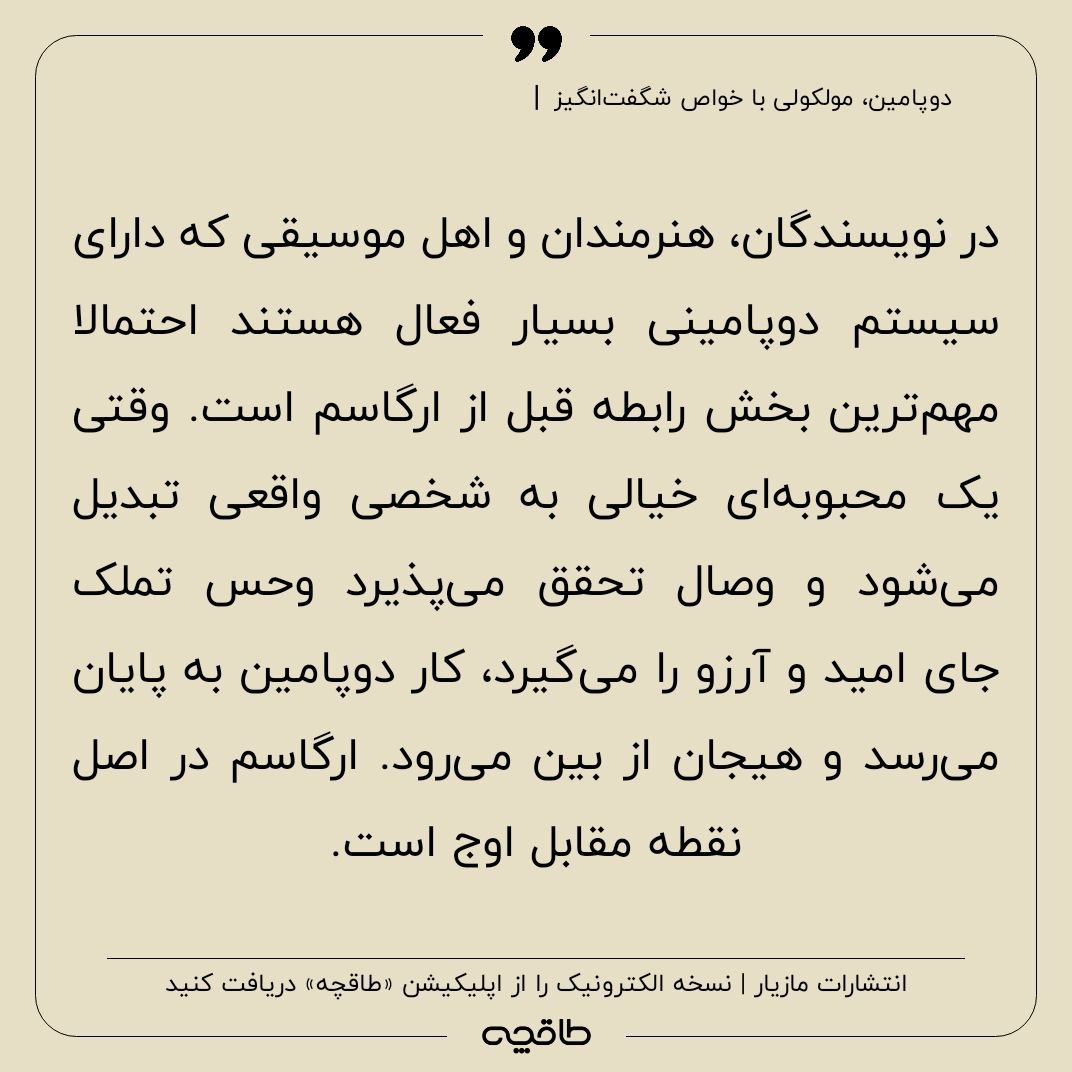 ❜❜
دوپامین، مولکولی با خواص شگفت‌انگیز |
در نویسندگان، هنرمندان و اهل موسیقی که دارای
سیستم دوپامینی بسیار فعال هستند احتمالا
مهم‌ترین بخش رابطه قبل از ارگاسم است. وقتی
یک محبوبه‌ای خیالی به شخصی واقعی تبدیل
می‌شود و وصال تحقق می‌پذیرد وحس تملک
جای امید و آرزو را می‌گیرد، کار دوپامین به پایان
می‌رسد و هیجان از بین می‌رود. ارگاسم در اصل
نقطه مقابل اوج است.
انتشارات مازیار | نسخه الکترونیک را از اپلیکیشن «طاقچه» دریافت کنید
طاقچه